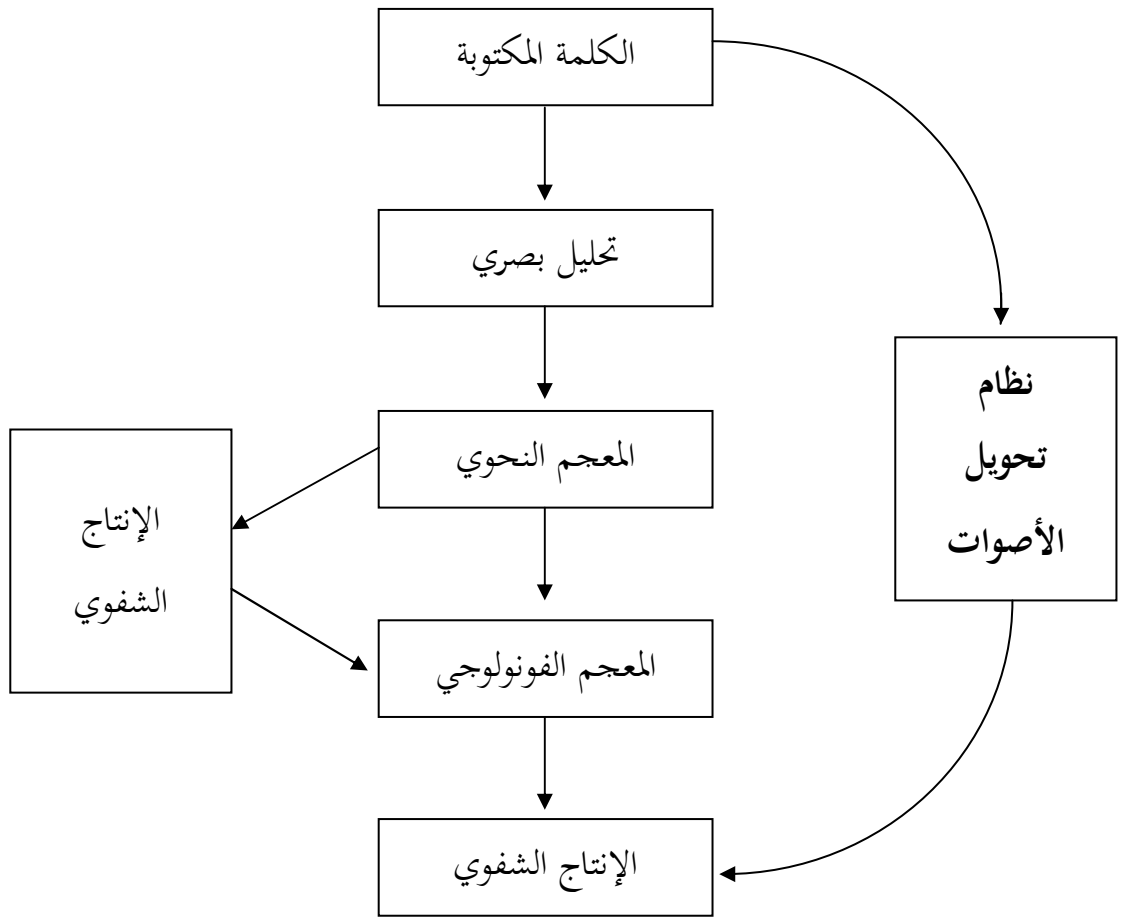 الكلمة المكتوبة
تحليل بصري
نظام
تحويل
الأصوات
المعجم النحوي
الإنتاج
الشفوي
المعجم الفونولوجي
الإنتاج الشفوي